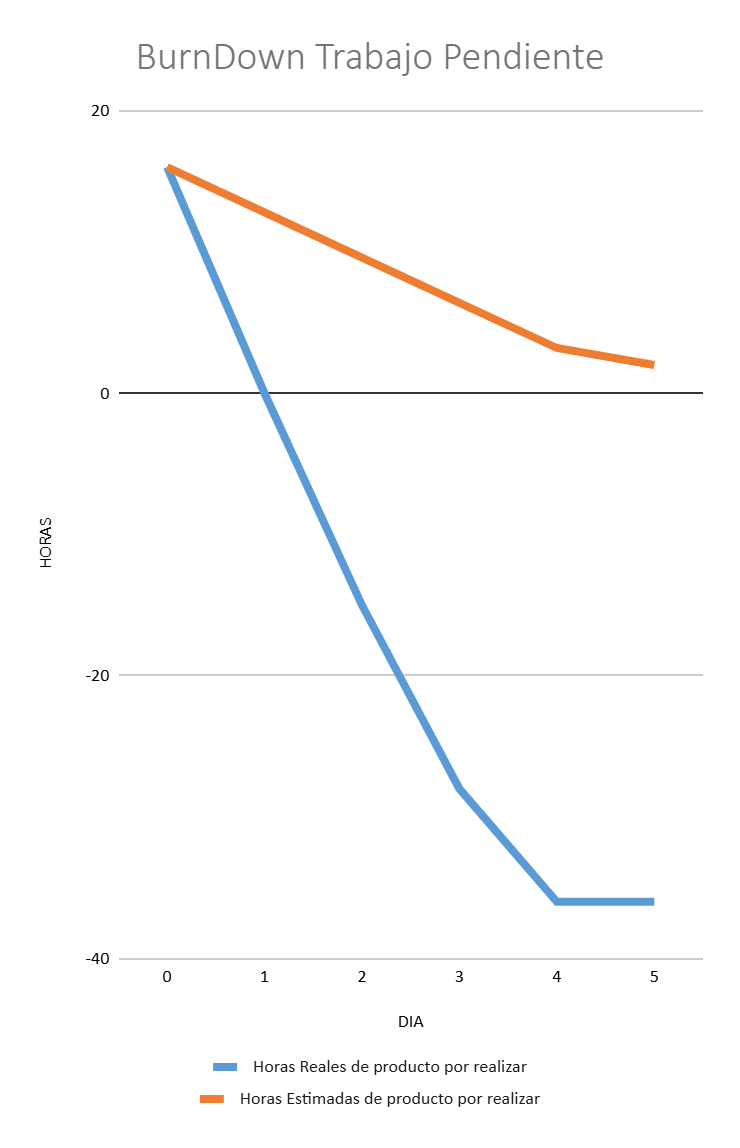 BurnDown Trabajo Pendiente
20
0
-20
-40
HORAS
0 1 2 3 4 5
DIA
Horas Reales de producto por realizar
Horas Estimadas de producto por realizar